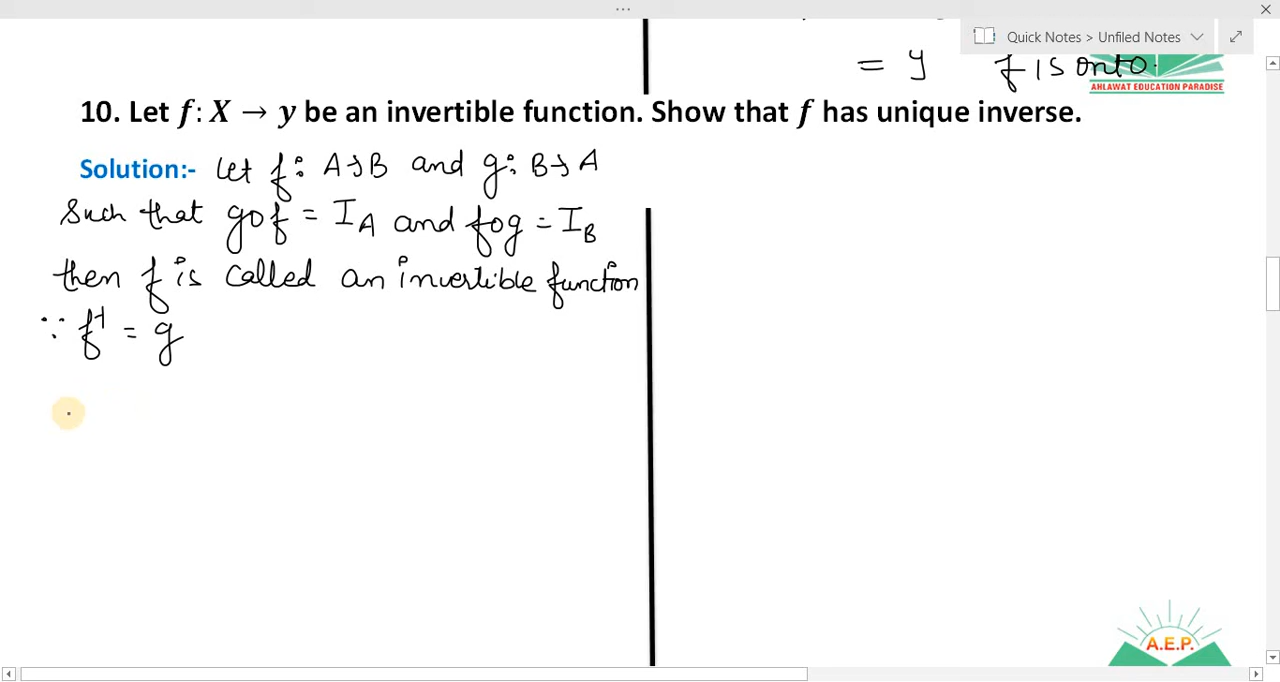 ...
Quick Notes > Unfiled Notes
= y f is onto.
AHLAWAT EDUCATION PARADISE
10. Let f: X → y be an invertible function. Show that f has unique inverse.
Solution:- Let f: A→B and g: B→A
Such that gof = I_A and fog = I_B
then f is called an invertible function
∵ f⁻¹ = g
A.E.P.